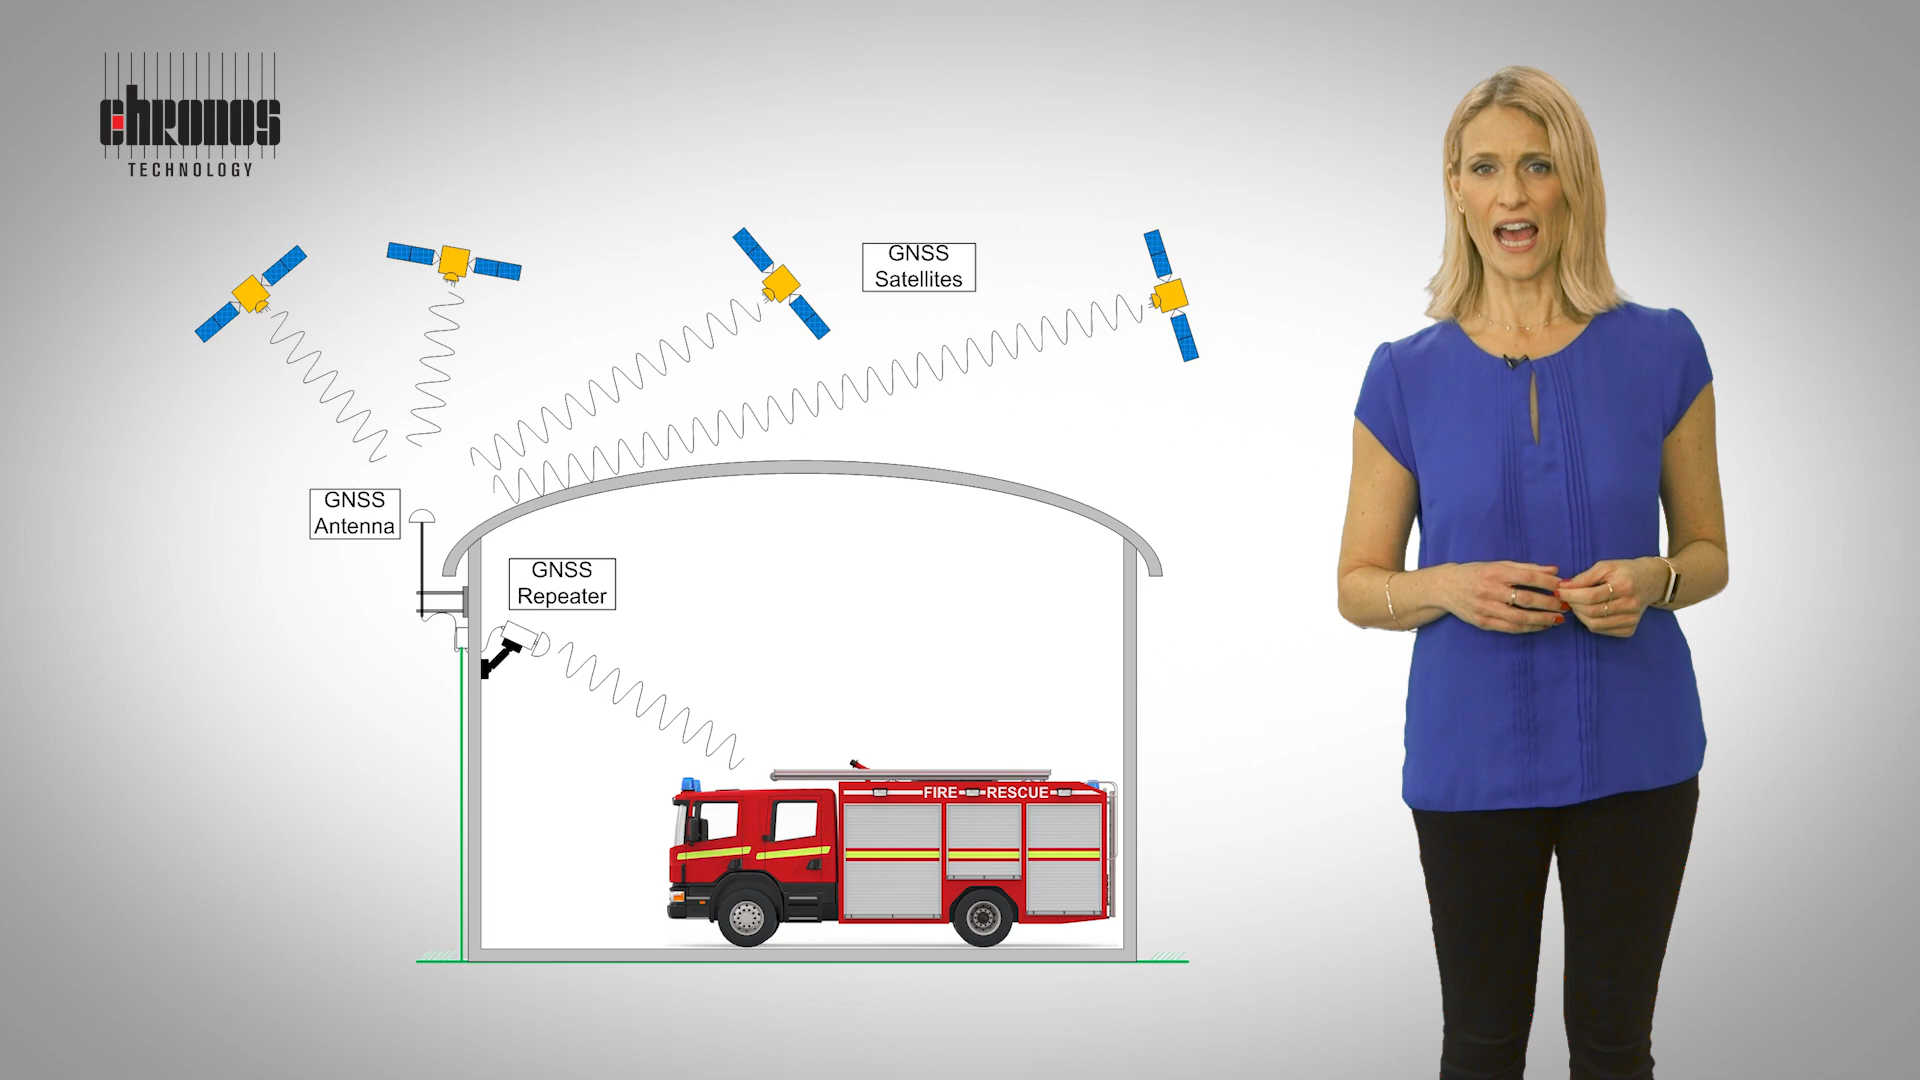 chronos
TECHNOLOGY
GNSS
Satellites
GNSS
Antenna
GNSS
Repeater
FIRE RESCUE